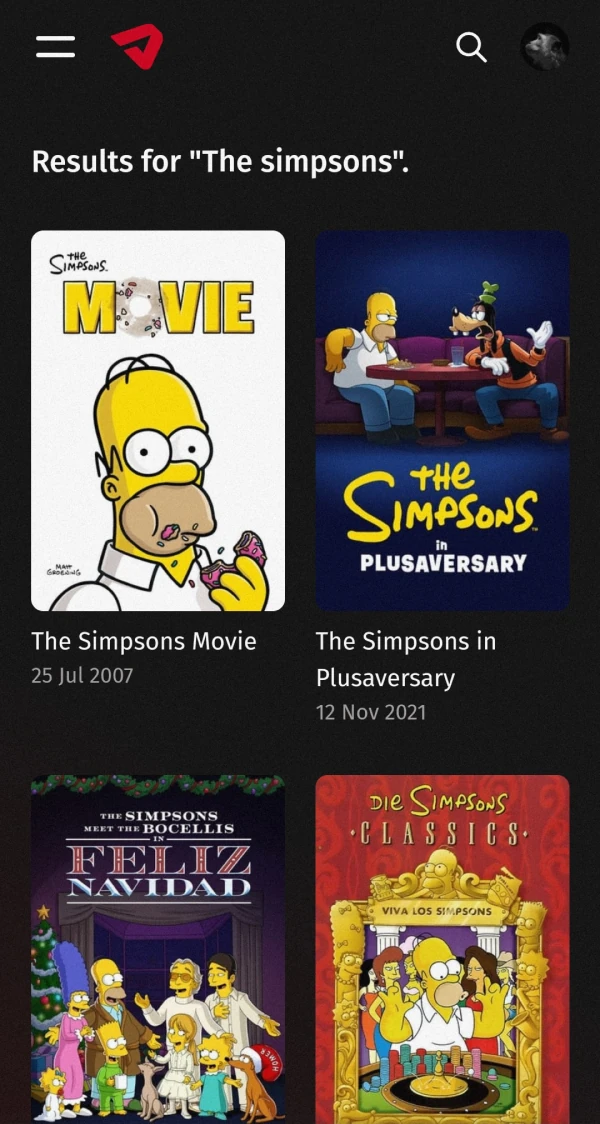 Results for "The simpsons".
THE
SIMPSONS
MOVIE
MATT
GROENING
THE
SIMPSONS
in
PLUSAVERSARY
The Simpsons Movie
25 Jul 2007
The Simpsons in
Plusaversary
12 Nov 2021
THE SIMPSONS
MEET THE BOCELLIS
IN
FELIZ
NAVIDAD
HOMER
DIE SIMPSONS
CLASSICS
VIVA LOS SIMPSONS